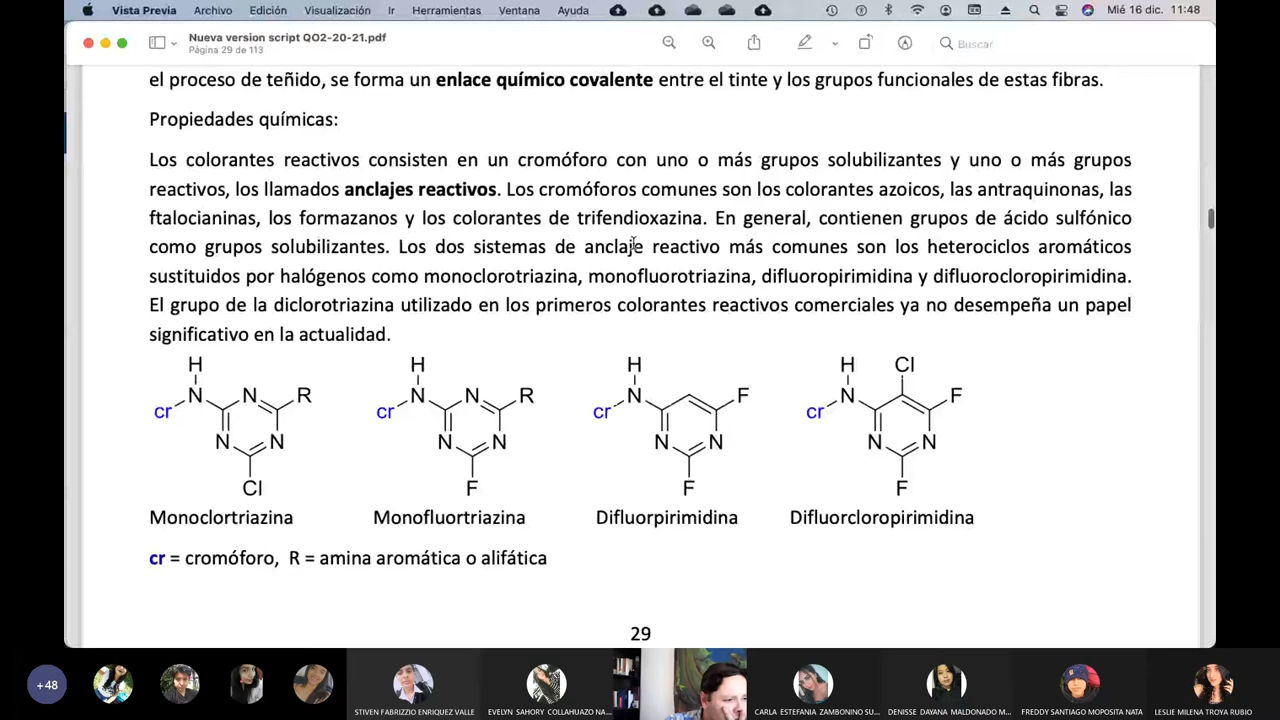 Vista Previa Archivo Edición Visualización Ir Herramientas Ventana Ayuda Mié 16 dic. 11:48
Nueva version script QO2-20-21.pdf
Página 29 de 113
Buscar
el proceso de teñido, se forma un enlace químico covalente entre el tinte y los grupos funcionales de estas fibras.
Propiedades químicas:
Los colorantes reactivos consisten en un cromóforo con uno o más grupos solubilizantes y uno o más grupos
reactivos, los llamados anclajes reactivos. Los cromóforos comunes son los colorantes azoicos, las antraquinonas, las
ftalocianinas, los formazanos y los colorantes de trifendioxazina. En general, contienen grupos de ácido sulfónico
como grupos solubilizantes. Los dos sistemas de anclaje reactivo más comunes son los heterociclos aromáticos
sustituidos por halógenos como monoclorotriazina, monofluorotriazina, difluoropirimidina y difluorocloropirimidina.
El grupo de la diclorotriazina utilizado en los primeros colorantes reactivos comerciales ya no desempeña un papel
significativo en la actualidad.
H H H H Cl
N N R N N R N F N F
cr cr cr cr
N N N N N N N N
Cl F F F
Monoclortriazina Monofluortriazina Difluorpirimidina Difluorcloropirimidina
cr = cromóforo, R = amina aromática o alifática
29
+48
STIVEN FABRIZZIO ENRIQUEZ VALLE
EVELYN SAHORY COLLAHUAZO NA...
CARLA ESTEFANIA ZAMBONINO SU...
DENISSE DAYANA MALDONADO M...
FREDDY SANTIAGO MOPOSITA NATA
LESLIE MILENA TROYA RUBIO